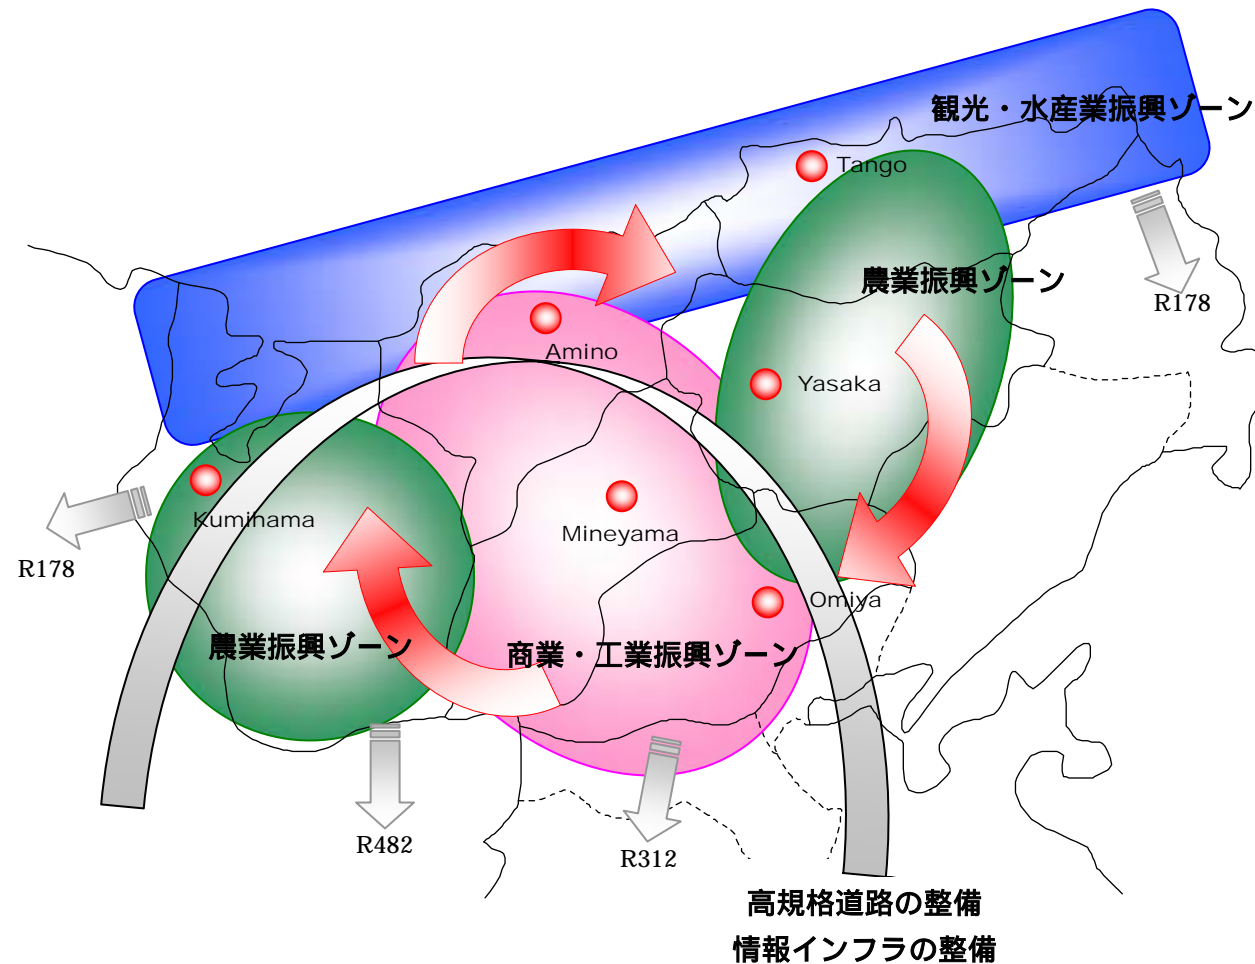 観光・水産業振興ゾーン
Tango
農業振興ゾーン
R178
Amino
Yasaka
Kumihama
Mineyama
R178
Omiya
農業振興ゾーン
商業・工業振興ゾーン
R482
R312
高規格道路の整備
情報インフラの整備